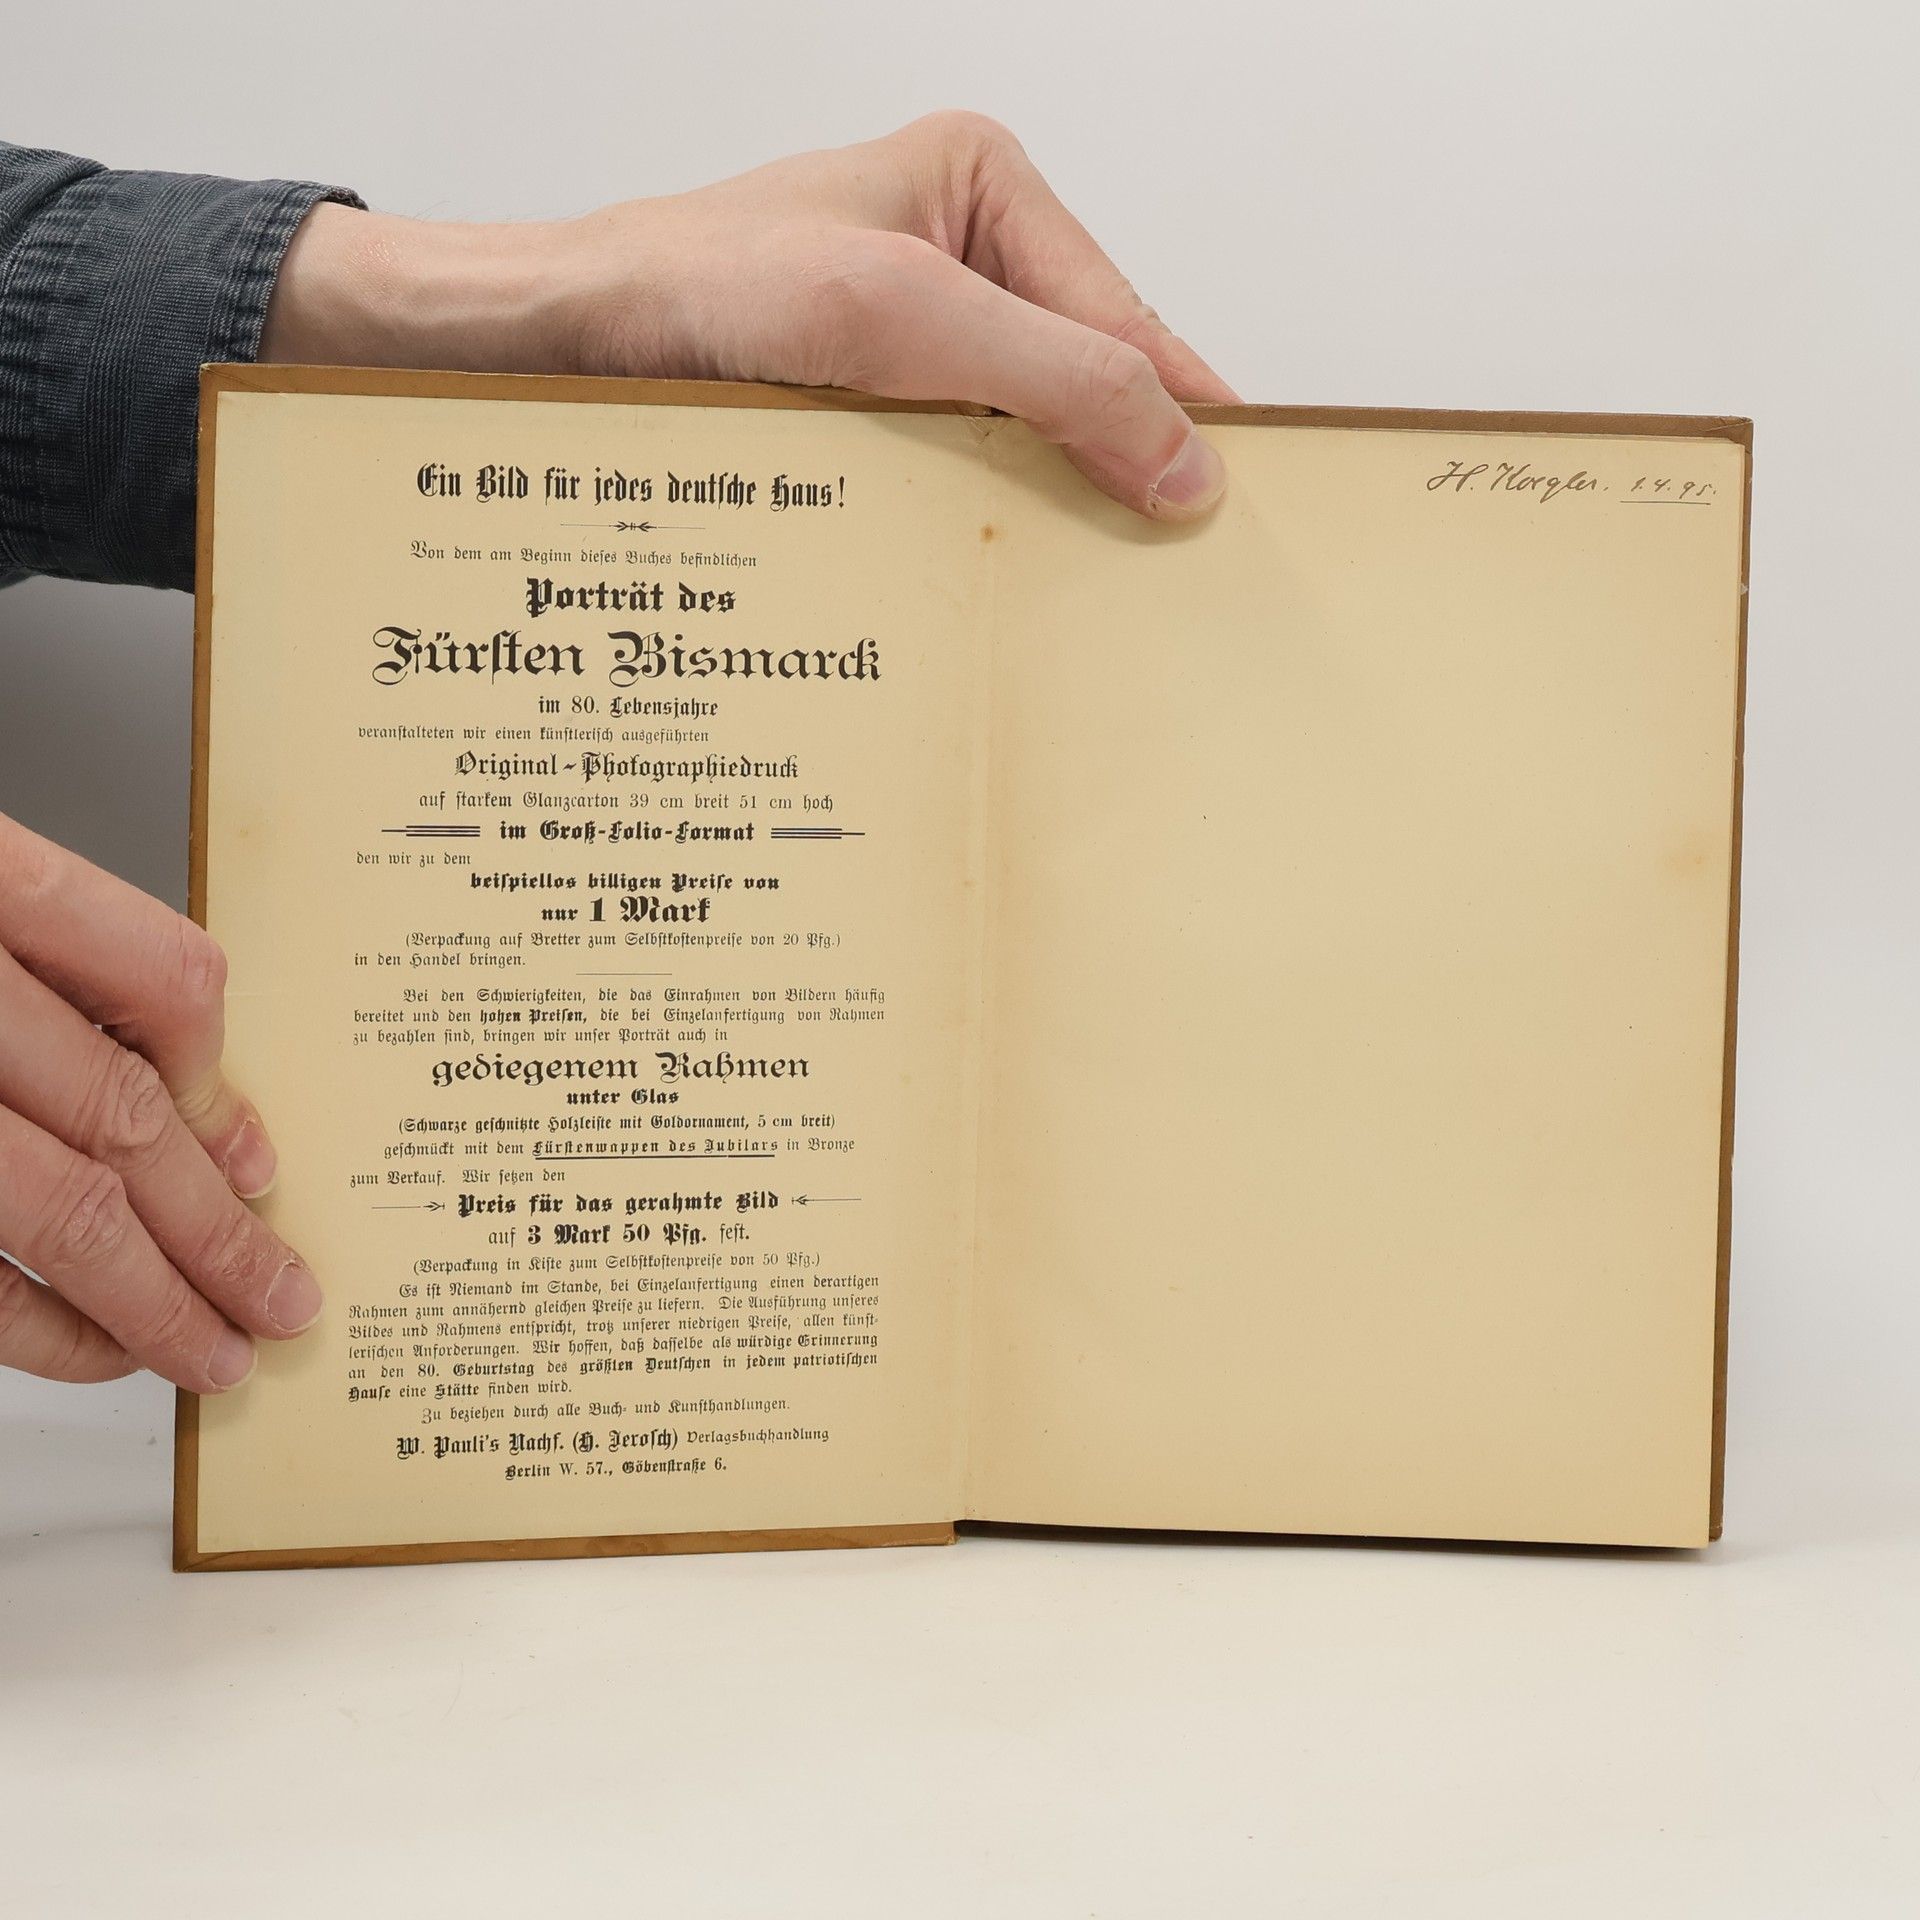 Ein Bild für jedes deutsche Haus!
Von dem am Beginn dieses Buches befindlichen
Porträt des
Fürsten Bismarck
im 80. Lebensjahre
veranstalteten wir einen künstlerisch ausgeführten
Original-Photographiedruck
auf starkem Glanzcarton 39 cm breit 51 cm hoch
im Groß-Folio-Format
den wir zu dem
beispiellos billigen Preise von
nur 1 Mark
(Verpackung auf Bretter zum Selbstkostenpreise von 20 Pfg.)
in den Handel bringen.
Bei den Schwierigkeiten, die das Einrahmen von Bildern häufig
bereitet und den hohen Preisen, die bei Einzelanfertigung von Rahmen
zu bezahlen sind, bringen wir unser Porträt auch in
gediegenem Rahmen
unter Glas
(Schwarze geschnitzte Holzleiste mit Goldornament, 5 cm breit)
geschmückt mit dem Fürstenwappen des Jubilars in Bronze
zum Verkauf. Wir setzen den
Preis für das gerahmte Bild
auf 3 Mark 50 Pfg. fest.
(Verpackung in Kiste zum Selbstkostenpreise von 50 Pfg.)
Es ist Niemand im Stande, bei Einzelanfertigung einen derartigen
Rahmen zum annähernd gleichen Preise zu liefern. Die Ausführung unseres
Bildes und Rahmens entspricht, trotz unserer niedrigen Preise, allen künst-
lerischen Anforderungen. Wir hoffen, daß dasselbe als würdige Erinnerung
an den 80. Geburtstag des größten Deutschen in jedem patriotischen
Hause eine Stätte finden wird.
Zu beziehen durch alle Buch- und Kunsthandlungen.
W. Pauli's Nachf. (H. Jerosch) Verlagsbuchhandlung
Berlin W. 57., Göbenstraße 6.
H. Koegler. 1.4.95.